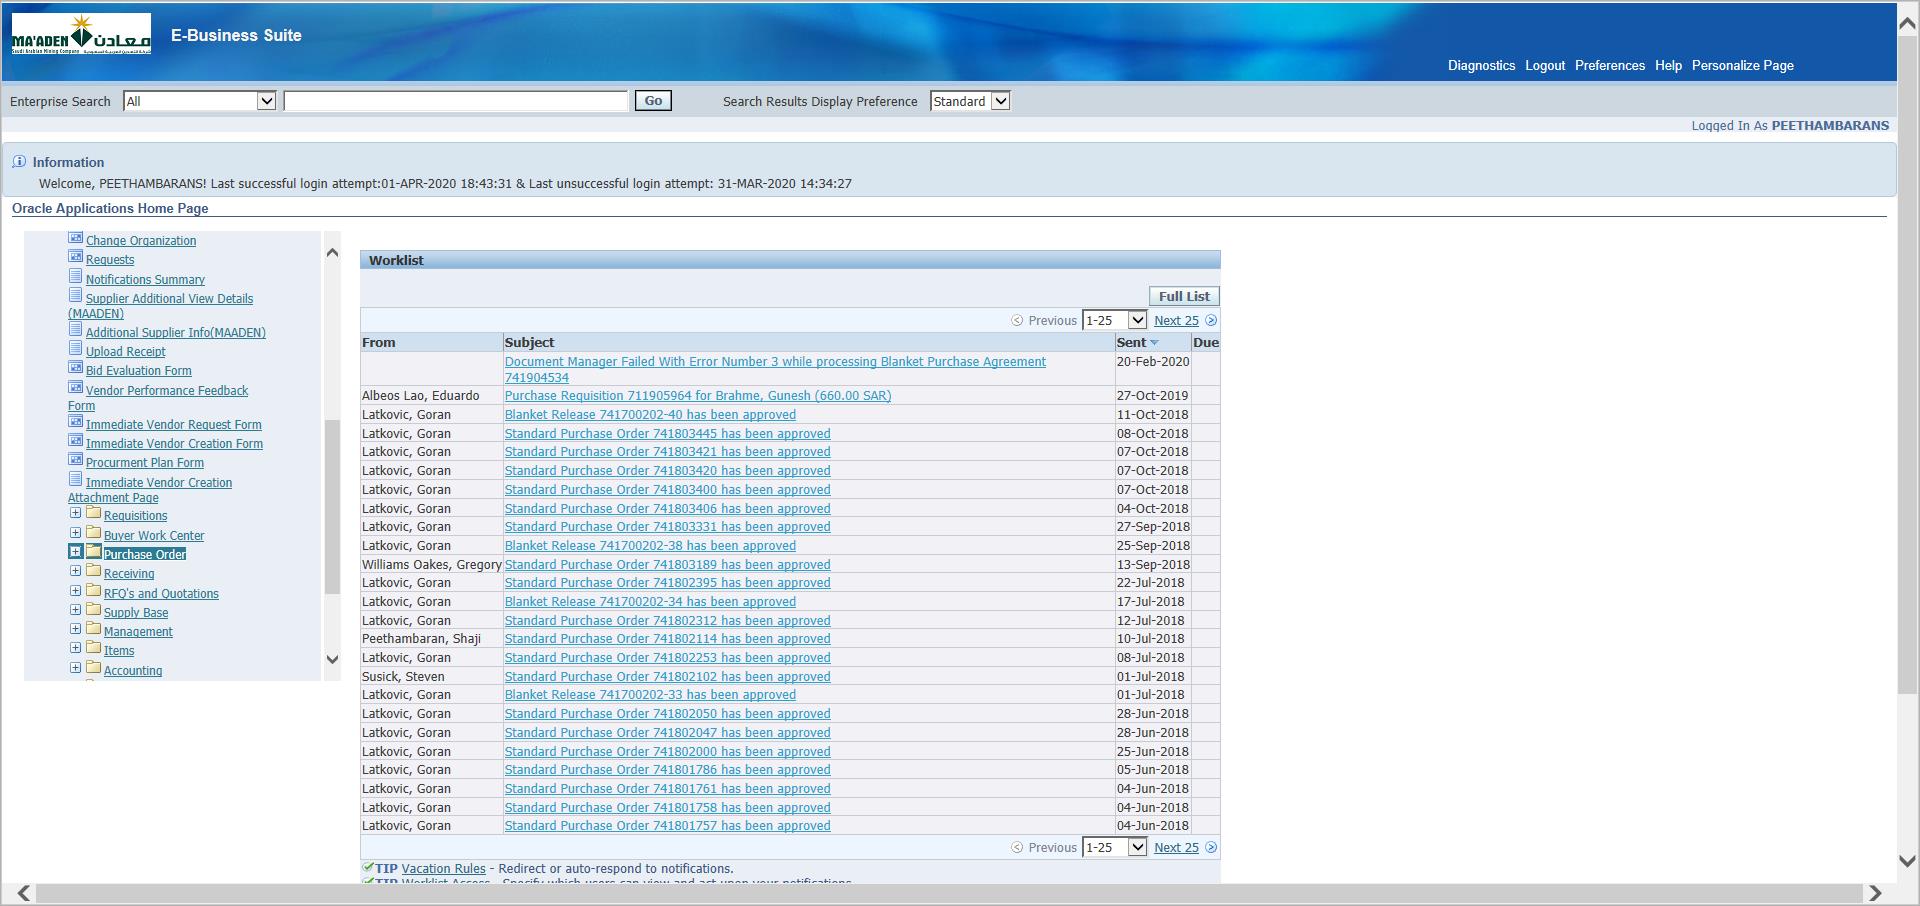 MA'ADEN معادن
E-Business Suite
Diagnostics Logout Preferences Help Personalize Page
Enterprise Search All Go Search Results Display Preference Standard
Logged In As PEETHAMBARANS
Information
Welcome, PEETHAMBARANS! Last successful login attempt:01-APR-2020 18:43:31 & Last unsuccessful login attempt: 31-MAR-2020 14:34:27
Oracle Applications Home Page
Change Organization
Requests
Notifications Summary
Supplier Additional View Details
(MAADEN)
Additional Supplier Info(MAADEN)
Upload Receipt
Bid Evaluation Form
Vendor Performance Feedback
Form
Immediate Vendor Request Form
Immediate Vendor Creation Form
Procurment Plan Form
Immediate Vendor Creation
Attachment Page
Requisitions
Buyer Work Center
Purchase Order
Receiving
RFQ's and Quotations
Supply Base
Management
Items
Accounting
Worklist
Full List
Previous 1-25 Next 25
From Subject Sent Due
Document Manager Failed With Error Number 3 while processing Blanket Purchase Agreement 20-Feb-2020
741904534
Albeos Lao, Eduardo Purchase Requisition 711905964 for Brahme, Gunesh (660.00 SAR) 27-Oct-2019
Latkovic, Goran Blanket Release 741700202-40 has been approved 11-Oct-2018
Latkovic, Goran Standard Purchase Order 741803445 has been approved 08-Oct-2018
Latkovic, Goran Standard Purchase Order 741803421 has been approved 07-Oct-2018
Latkovic, Goran Standard Purchase Order 741803420 has been approved 07-Oct-2018
Latkovic, Goran Standard Purchase Order 741803400 has been approved 07-Oct-2018
Latkovic, Goran Standard Purchase Order 741803406 has been approved 04-Oct-2018
Latkovic, Goran Standard Purchase Order 741803331 has been approved 27-Sep-2018
Latkovic, Goran Blanket Release 741700202-38 has been approved 25-Sep-2018
Williams Oakes, Gregory Standard Purchase Order 741803189 has been approved 13-Sep-2018
Latkovic, Goran Standard Purchase Order 741802395 has been approved 22-Jul-2018
Latkovic, Goran Blanket Release 741700202-34 has been approved 17-Jul-2018
Latkovic, Goran Standard Purchase Order 741802312 has been approved 12-Jul-2018
Peethambaran, Shaji Standard Purchase Order 741802114 has been approved 10-Jul-2018
Latkovic, Goran Standard Purchase Order 741802253 has been approved 08-Jul-2018
Susick, Steven Standard Purchase Order 741802102 has been approved 01-Jul-2018
Latkovic, Goran Blanket Release 741700202-33 has been approved 01-Jul-2018
Latkovic, Goran Standard Purchase Order 741802050 has been approved 28-Jun-2018
Latkovic, Goran Standard Purchase Order 741802047 has been approved 28-Jun-2018
Latkovic, Goran Standard Purchase Order 741802000 has been approved 25-Jun-2018
Latkovic, Goran Standard Purchase Order 741801786 has been approved 05-Jun-2018
Latkovic, Goran Standard Purchase Order 741801761 has been approved 04-Jun-2018
Latkovic, Goran Standard Purchase Order 741801758 has been approved 04-Jun-2018
Latkovic, Goran Standard Purchase Order 741801757 has been approved 04-Jun-2018
Previous 1-25 Next 25
TIP Vacation Rules - Redirect or auto-respond to notifications.
TIP Worklist Access - Specify which users can view and act upon your notifications.